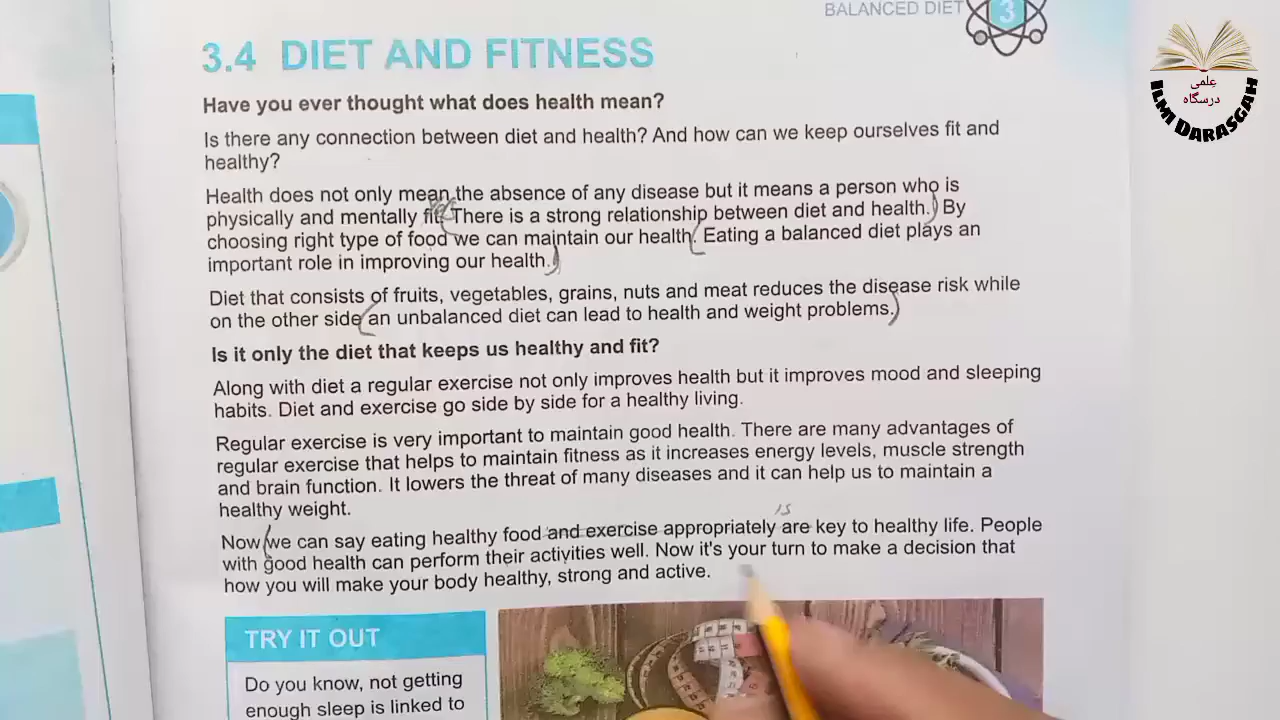 BALANCED DIET
3
3.4 DIET AND FITNESS
Have you ever thought what does health mean?
Is there any connection between diet and health? And how can we keep ourselves fit and
healthy?
Health does not only mean the absence of any disease but it means a person who is
physically and mentally fit. There is a strong relationship between diet and health. By
choosing right type of food we can maintain our health. Eating a balanced diet plays an
important role in improving our health.
Diet that consists of fruits, vegetables, grains, nuts and meat reduces the disease risk while
on the other side an unbalanced diet can lead to health and weight problems.
Is it only the diet that keeps us healthy and fit?
Along with diet a regular exercise not only improves health but it improves mood and sleeping
habits. Diet and exercise go side by side for a healthy living.
Regular exercise is very important to maintain good health. There are many advantages of
regular exercise that helps to maintain fitness as it increases energy levels, muscle strength
and brain function. It lowers the threat of many diseases and it can help us to maintain a
healthy weight.
is
Now we can say eating healthy food and exercise appropriately are key to healthy life. People
with good health can perform their activities well. Now it's your turn to make a decision that
how you will make your body healthy, strong and active.
TRY IT OUT
Do you know, not getting
enough sleep is linked to
علمی
درسگاہ
ILMI DARASGAH